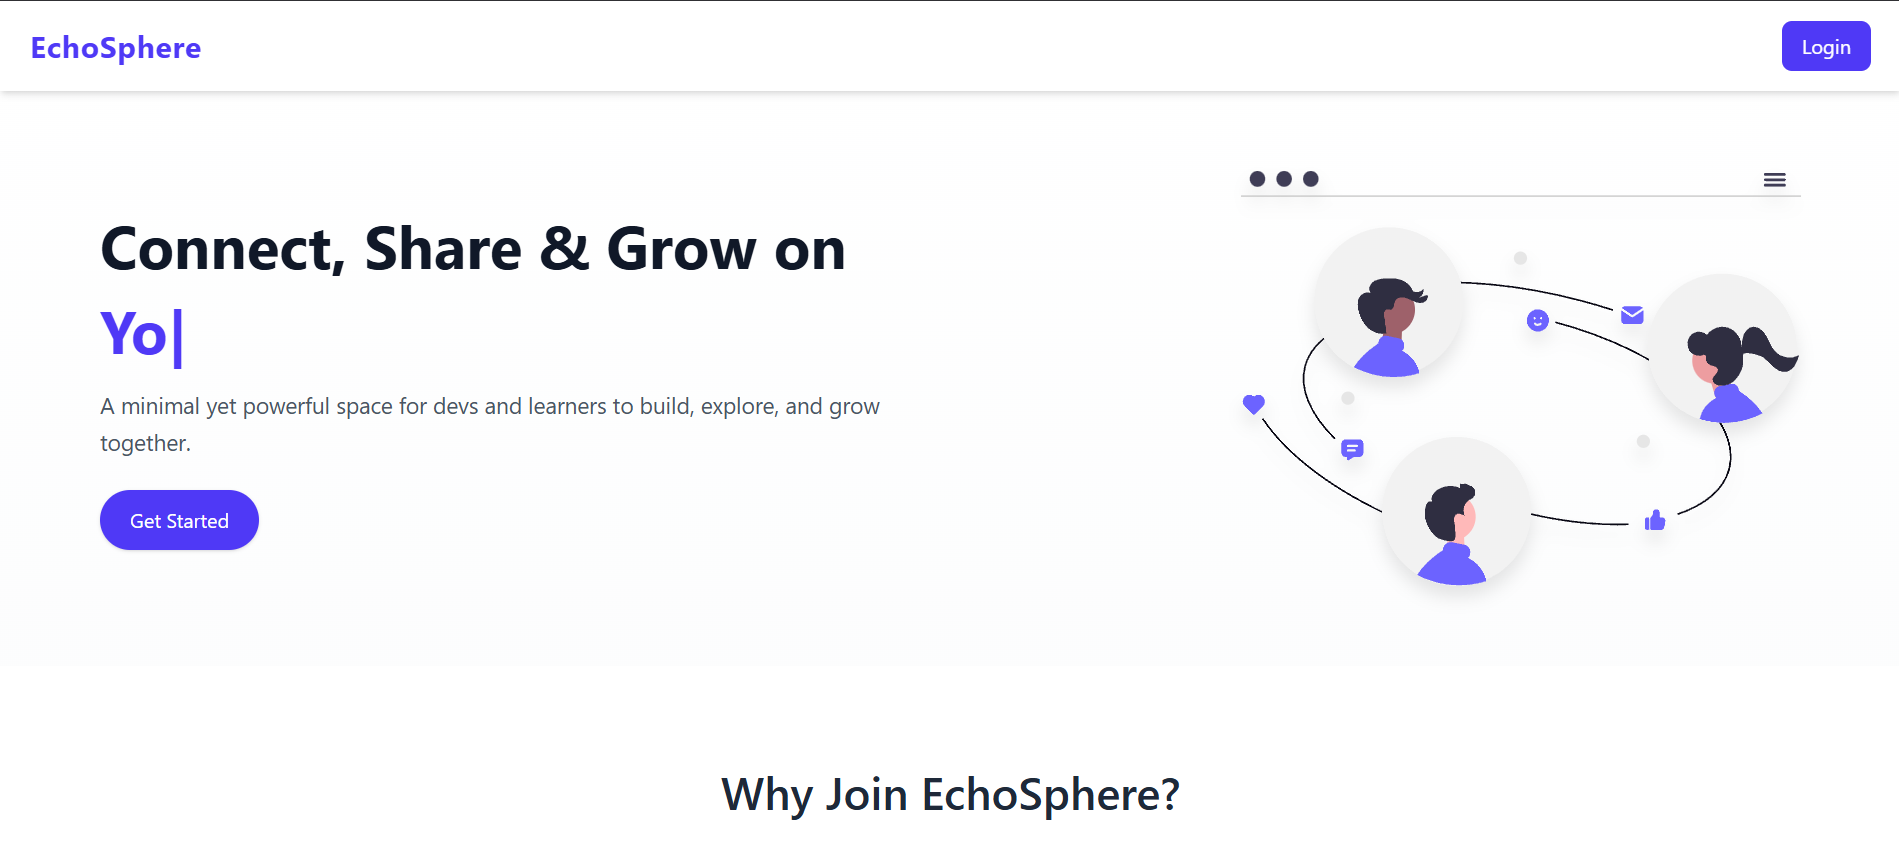 EchoSphere
Login
Connect, Share & Grow on
Yo|
A minimal yet powerful space for devs and learners to build, explore, and grow
together.
Get Started
Why Join EchoSphere?